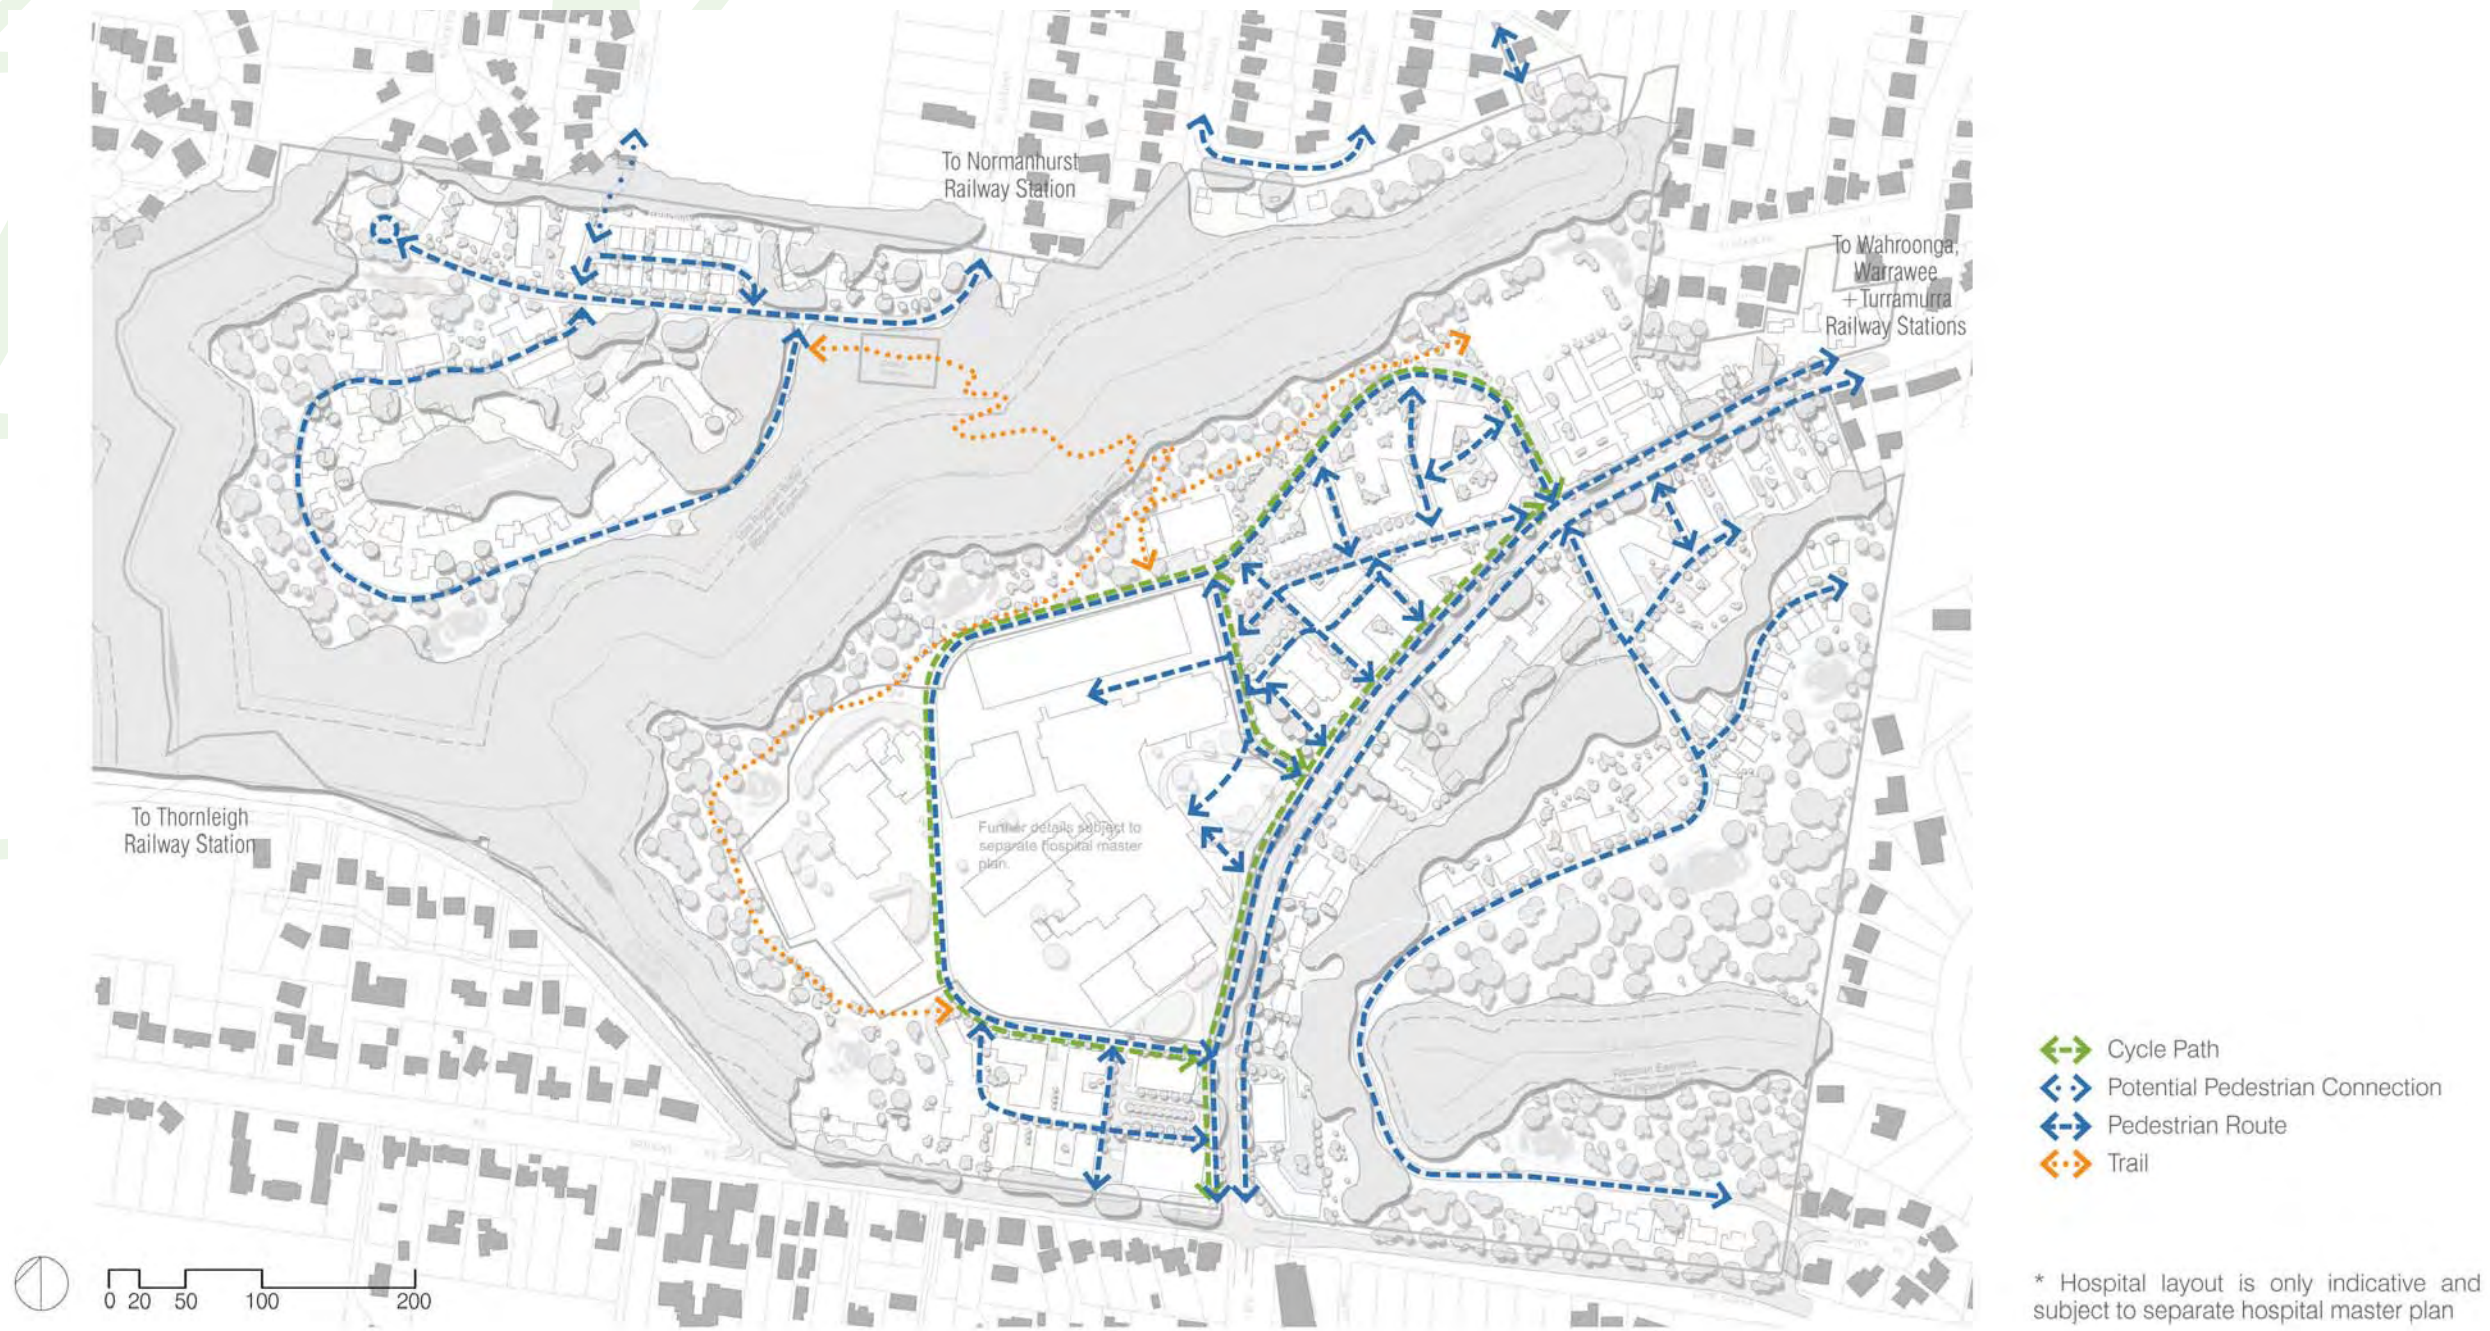 To Normanhurst
Railway Station
To Wahroonga,
Warrawee
+Turramurra
Railway Stations
To Thornleigh
Railway Station
Further details subject to
separate hospital master
plan.
Cycle Path
Potential Pedestrian Connection
Pedestrian Route
Trail
0 20 50 100 200
* Hospital layout is only indicative and
subject to separate hospital master plan